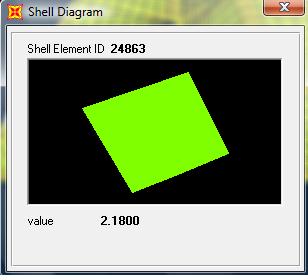 Shell Diagram
Shell Element ID 24863
value 2.1800